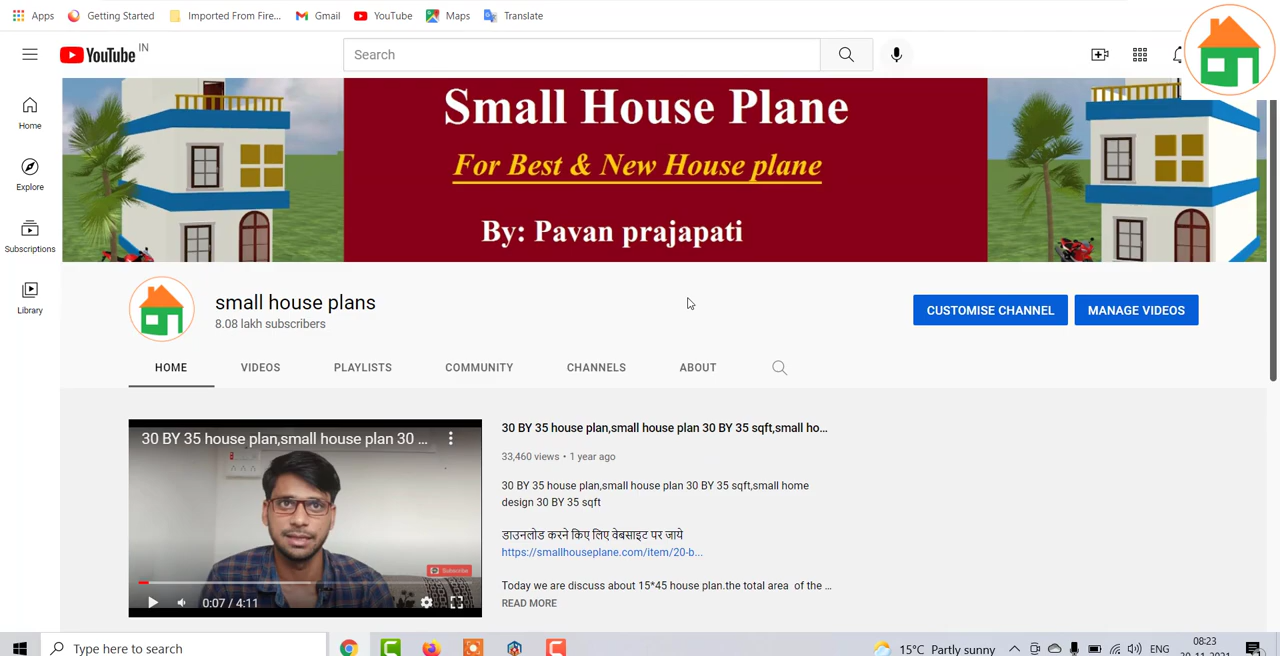 Apps Getting Started Imported From Fire... Gmail YouTube Maps Translate
YouTube IN
Search
Home
Explore
Subscriptions
Library
Small House Plane
For Best & New House plane
By: Pavan prajapati
small house plans
8.08 lakh subscribers
CUSTOMISE CHANNEL MANAGE VIDEOS
HOME VIDEOS PLAYLISTS COMMUNITY CHANNELS ABOUT
30 BY 35 house plan,small house plan 30 ...
Subscribe
0:07 / 4:11
30 BY 35 house plan,small house plan 30 BY 35 sqft,small ho...
33,460 views • 1 year ago
30 BY 35 house plan,small house plan 30 BY 35 sqft,small home
design 30 BY 35 sqft
डाउनलोड करने किए लिए वेबसाइट पर जाये
https://smallhouseplane.com/item/20-b...
Today we are discuss about 15*45 house plan.the total area of the ...
READ MORE
Type here to search
15°C Partly sunny
ENG
08:23
30-11-2021